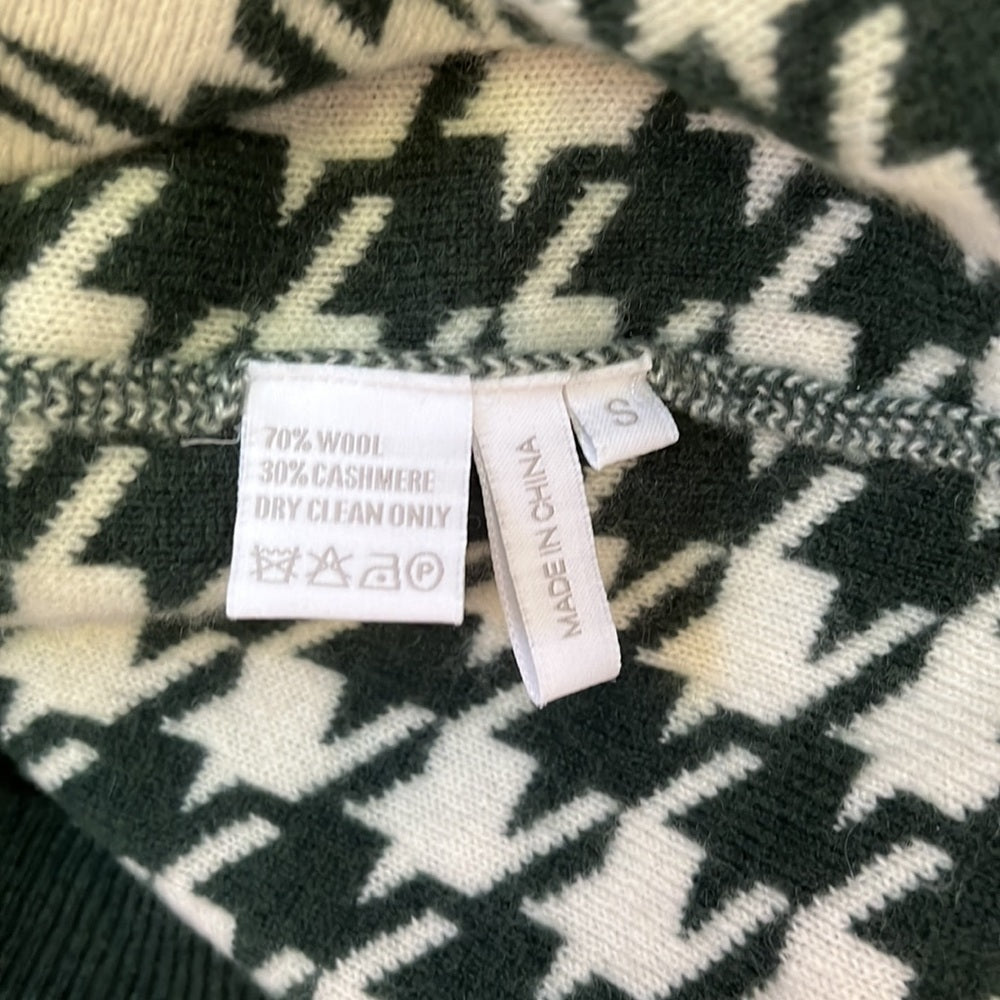 70% WOOL
30% CASHMERE
DRY CLEAN ONLY
P
MADE IN CHINA
S